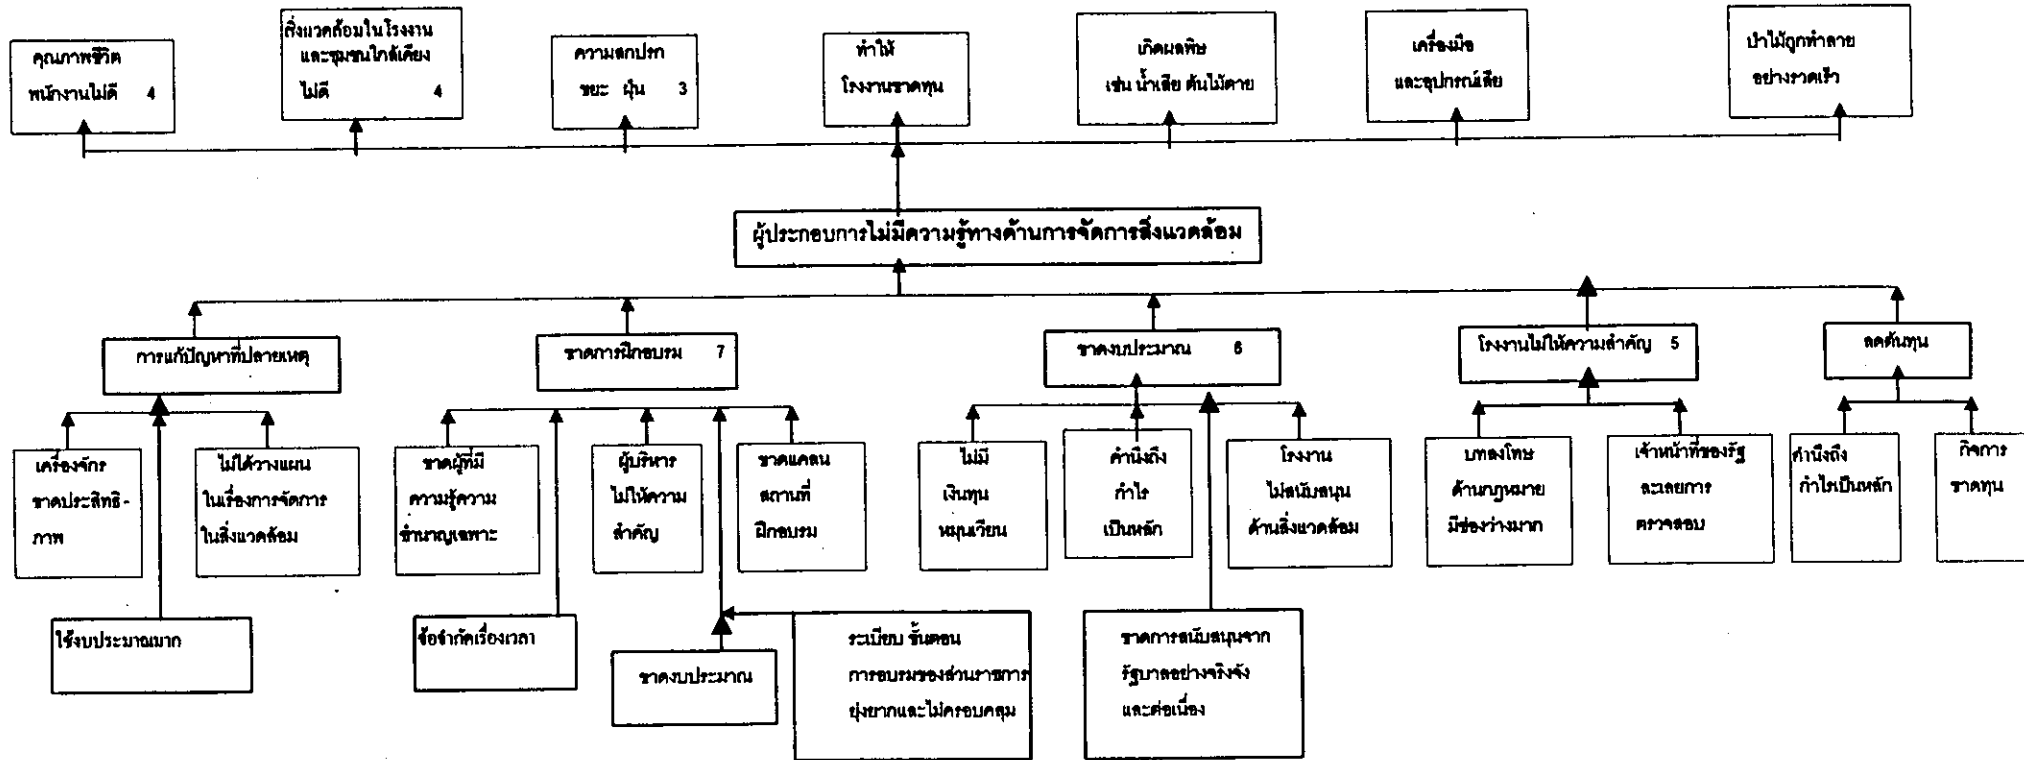 คุณภาพชีวิต
พนักงานไม่ดี 4
สิ่งแวดล้อมในโรงงาน
และชุมชนใกล้เคียง
ไม่ดี 4
ความสกปรก
ขยะ ฝุ่น 3
ทำให้
โรงงานขาดทุน
เกิดมลพิษ
เช่น น้ำเสีย ต้นไม้ตาย
เครื่องมือ
และอุปกรณ์เสีย
ป่าไม้ถูกทำลาย
อย่างรวดเร็ว
ผู้ประกอบการไม่มีความรู้ทางด้านการจัดการสิ่งแวดล้อม
การแก้ปัญหาที่ปลายเหตุ
ขาดการฝึกอบรม 7
ขาดงบประมาณ 6
โรงงานไม่ให้ความสำคัญ 5
ลดต้นทุน
เครื่องจักร
ขาดประสิทธิ-
ภาพ
ไม่ได้วางแผน
ในเรื่องการจัดการ
ในสิ่งแวดล้อม
ขาดผู้ที่มี
ความรู้ความ
ชำนาญเฉพาะ
ผู้บริหาร
ไม่ให้ความ
สำคัญ
ขาดแคลน
สถานที่
ฝึกอบรม
ไม่มี
เงินทุน
หมุนเวียน
คำนึงถึง
กำไร
เป็นหลัก
โรงงาน
ไม่สนับสนุน
ด้านสิ่งแวดล้อม
บทลงโทษ
ด้านกฎหมาย
มีช่องว่างมาก
เจ้าหน้าที่ของรัฐ
ละเลยการ
ตรวจสอบ
คำนึงถึง
กำไรเป็นหลัก
กิจการ
ขาดทุน
ใช้งบประมาณมาก
ข้อจำกัดเรื่องเวลา
ขาดงบประมาณ
ระเบียบ ขั้นตอน
การอบรมของส่วนราชการ
ยุ่งยากและไม่ครอบคลุม
ขาดการสนับสนุนจาก
รัฐบาลอย่างจริงจัง
และต่อเนื่อง